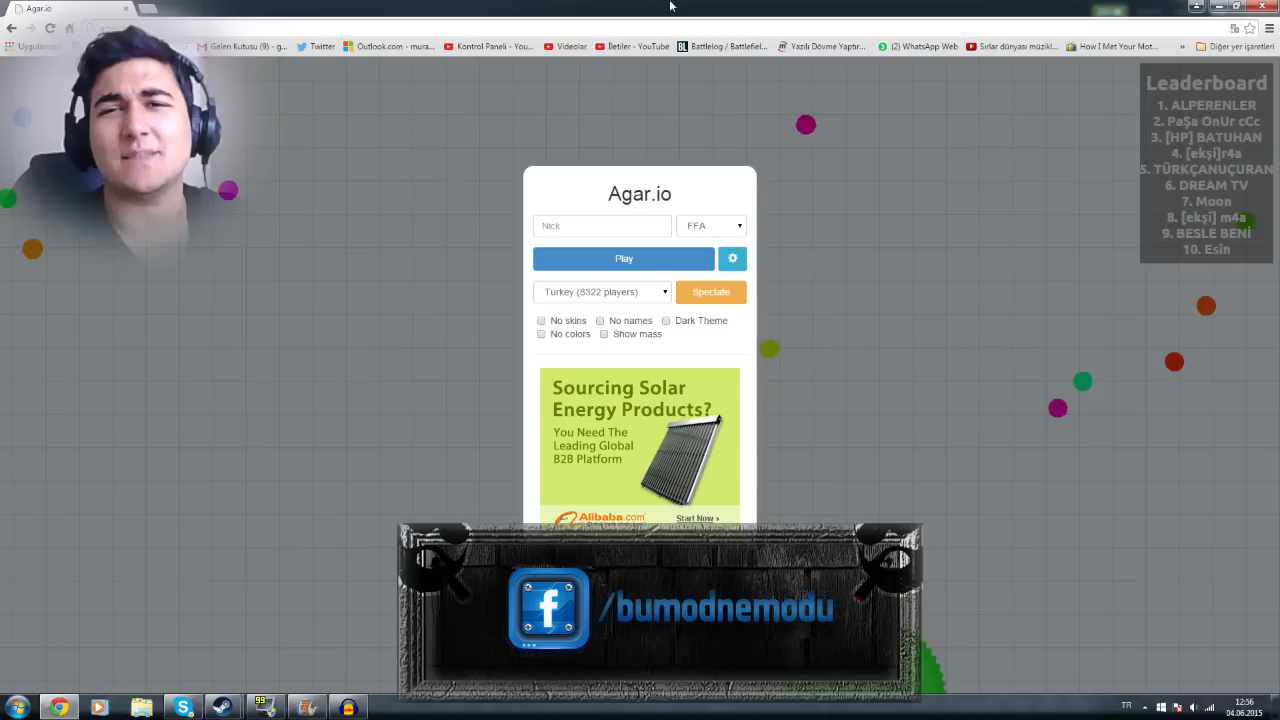 Agar.io
Uygulamalar
Gelen Kutusu (9) - g...
Twitter
Outlook.com - mura...
Kontrol Paneli - You...
Videolar
İletiler - YouTube
Battlelog / Battlefiel...
Yazılı Dövme Yaptır...
(2) WhatsApp Web
Sırlar dünyası müzikl...
How I Met Your Mot...
»
Diğer yer işaretleri
Leaderboard
1. ALPERENLER
2. PaŞa OnUr cCc
3. [HP] BATUHAN
4. [ekşi]r4a
5. TÜRKÇANUÇURAN
6. DREAM TV
7. Moon
8. [ekşi] m4a
9. BESLE BENİ
10. Esin
Agar.io
Nick
FFA
Play
Turkey (8322 players)
Spectate
No skins
No names
Dark Theme
No colors
Show mass
Sourcing Solar
Energy Products?
You Need The
Leading Global
B2B Platform
Alibaba.com
Start Now
f /bumodnemodu
99
TR
12:56
04.06.2015